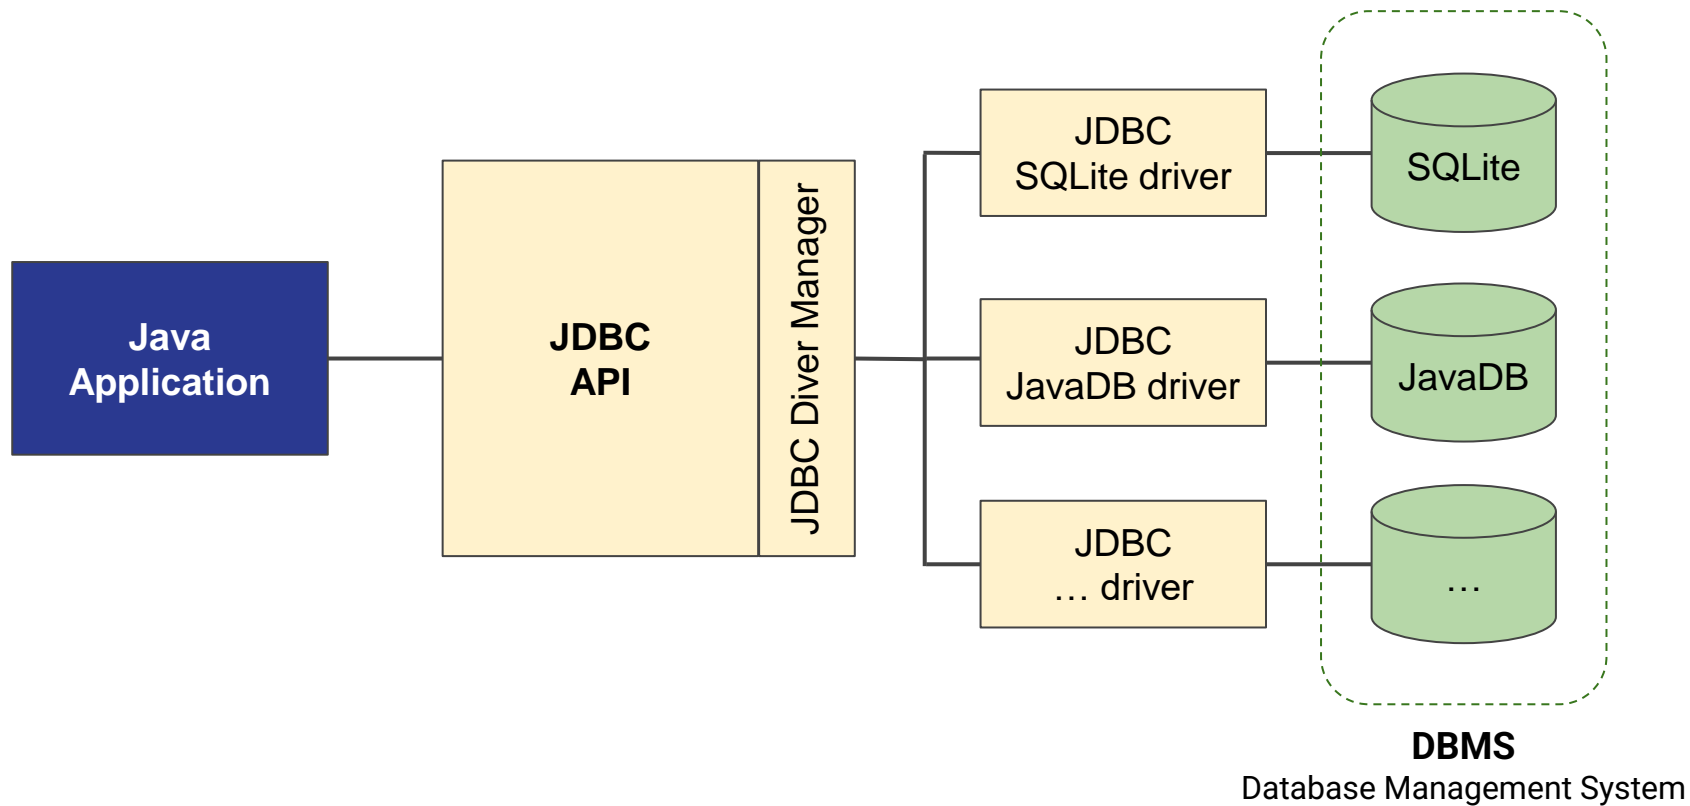 Java
Application
JDBC
API
JDBC Diver Manager
JDBC
SQLite driver
JDBC
JavaDB driver
JDBC
… driver
SQLite
JavaDB
…
DBMS
Database Management System